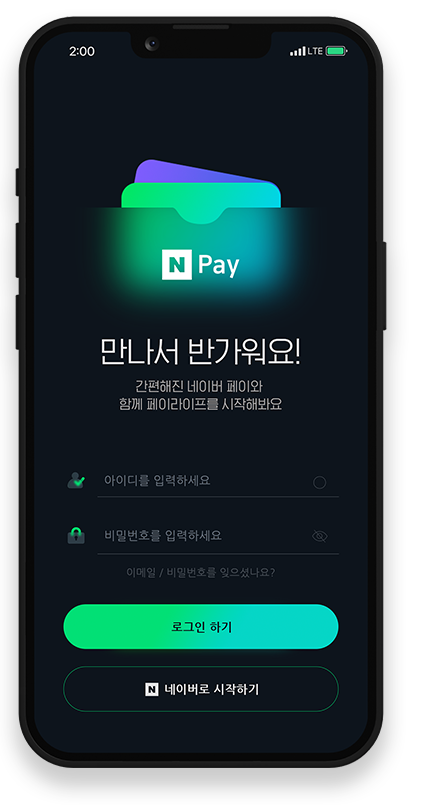 2:00
LTE
N Pay
만나서 반가워요!
간편해진 네이버 페이와
함께 페이라이프를 시작해봐요
아이디를 입력하세요
비밀번호를 입력하세요
이메일 / 비밀번호를 잊으셨나요?
로그인 하기
N 네이버로 시작하기